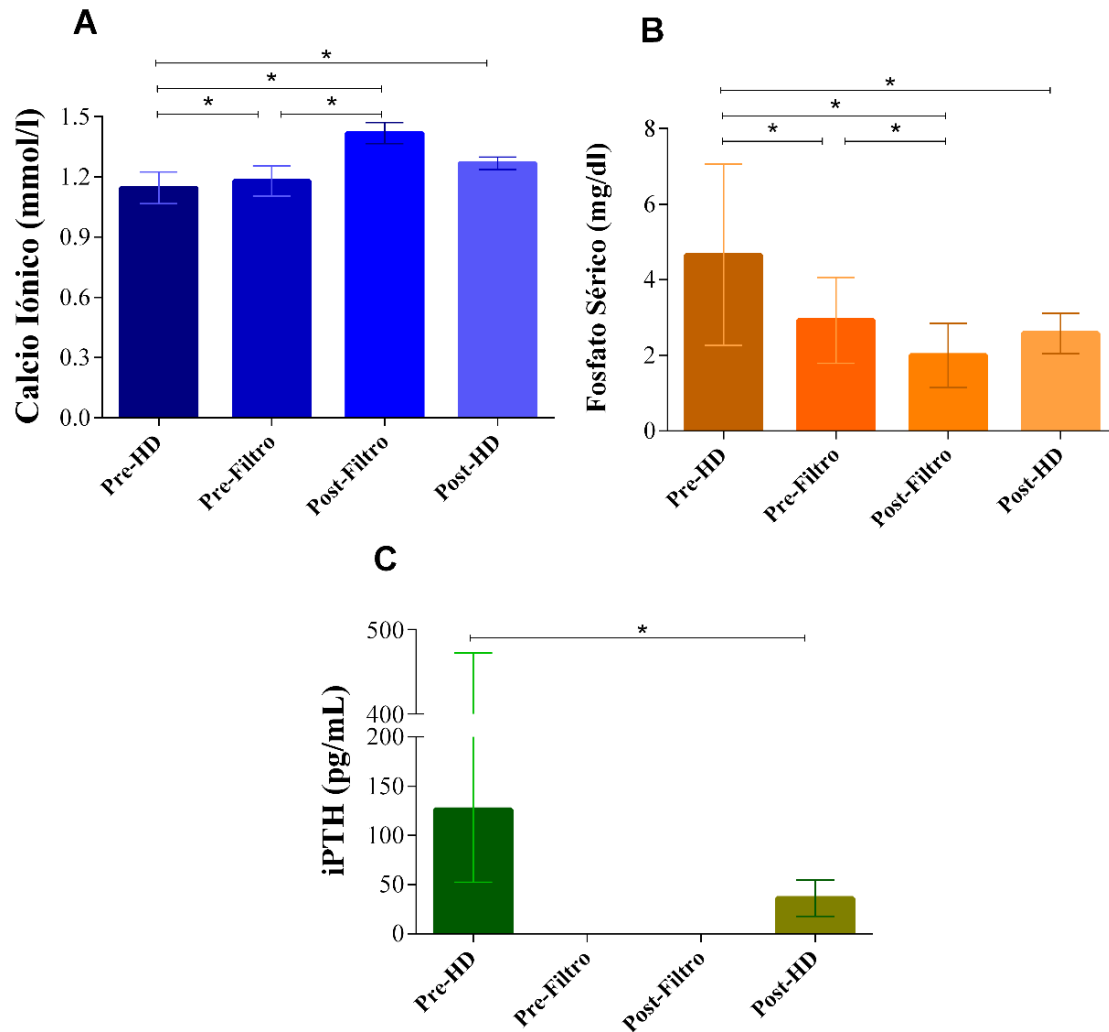 A
Calcio Iónico (mmol/l)
1.5
1.2
0.9
0.6
0.3
0.0
*
*
*
*
Pre-HD
Pre-Filtro
Post-Filtro
Post-HD
B
Fosfato Sérico (mg/dl)
8
6
4
2
0
*
*
*
*
Pre-HD
Pre-Filtro
Post-Filtro
Post-HD
C
iPTH (pg/mL)
500
400
200
150
100
50
0
*
Pre-HD
Pre-Filtro
Post-Filtro
Post-HD